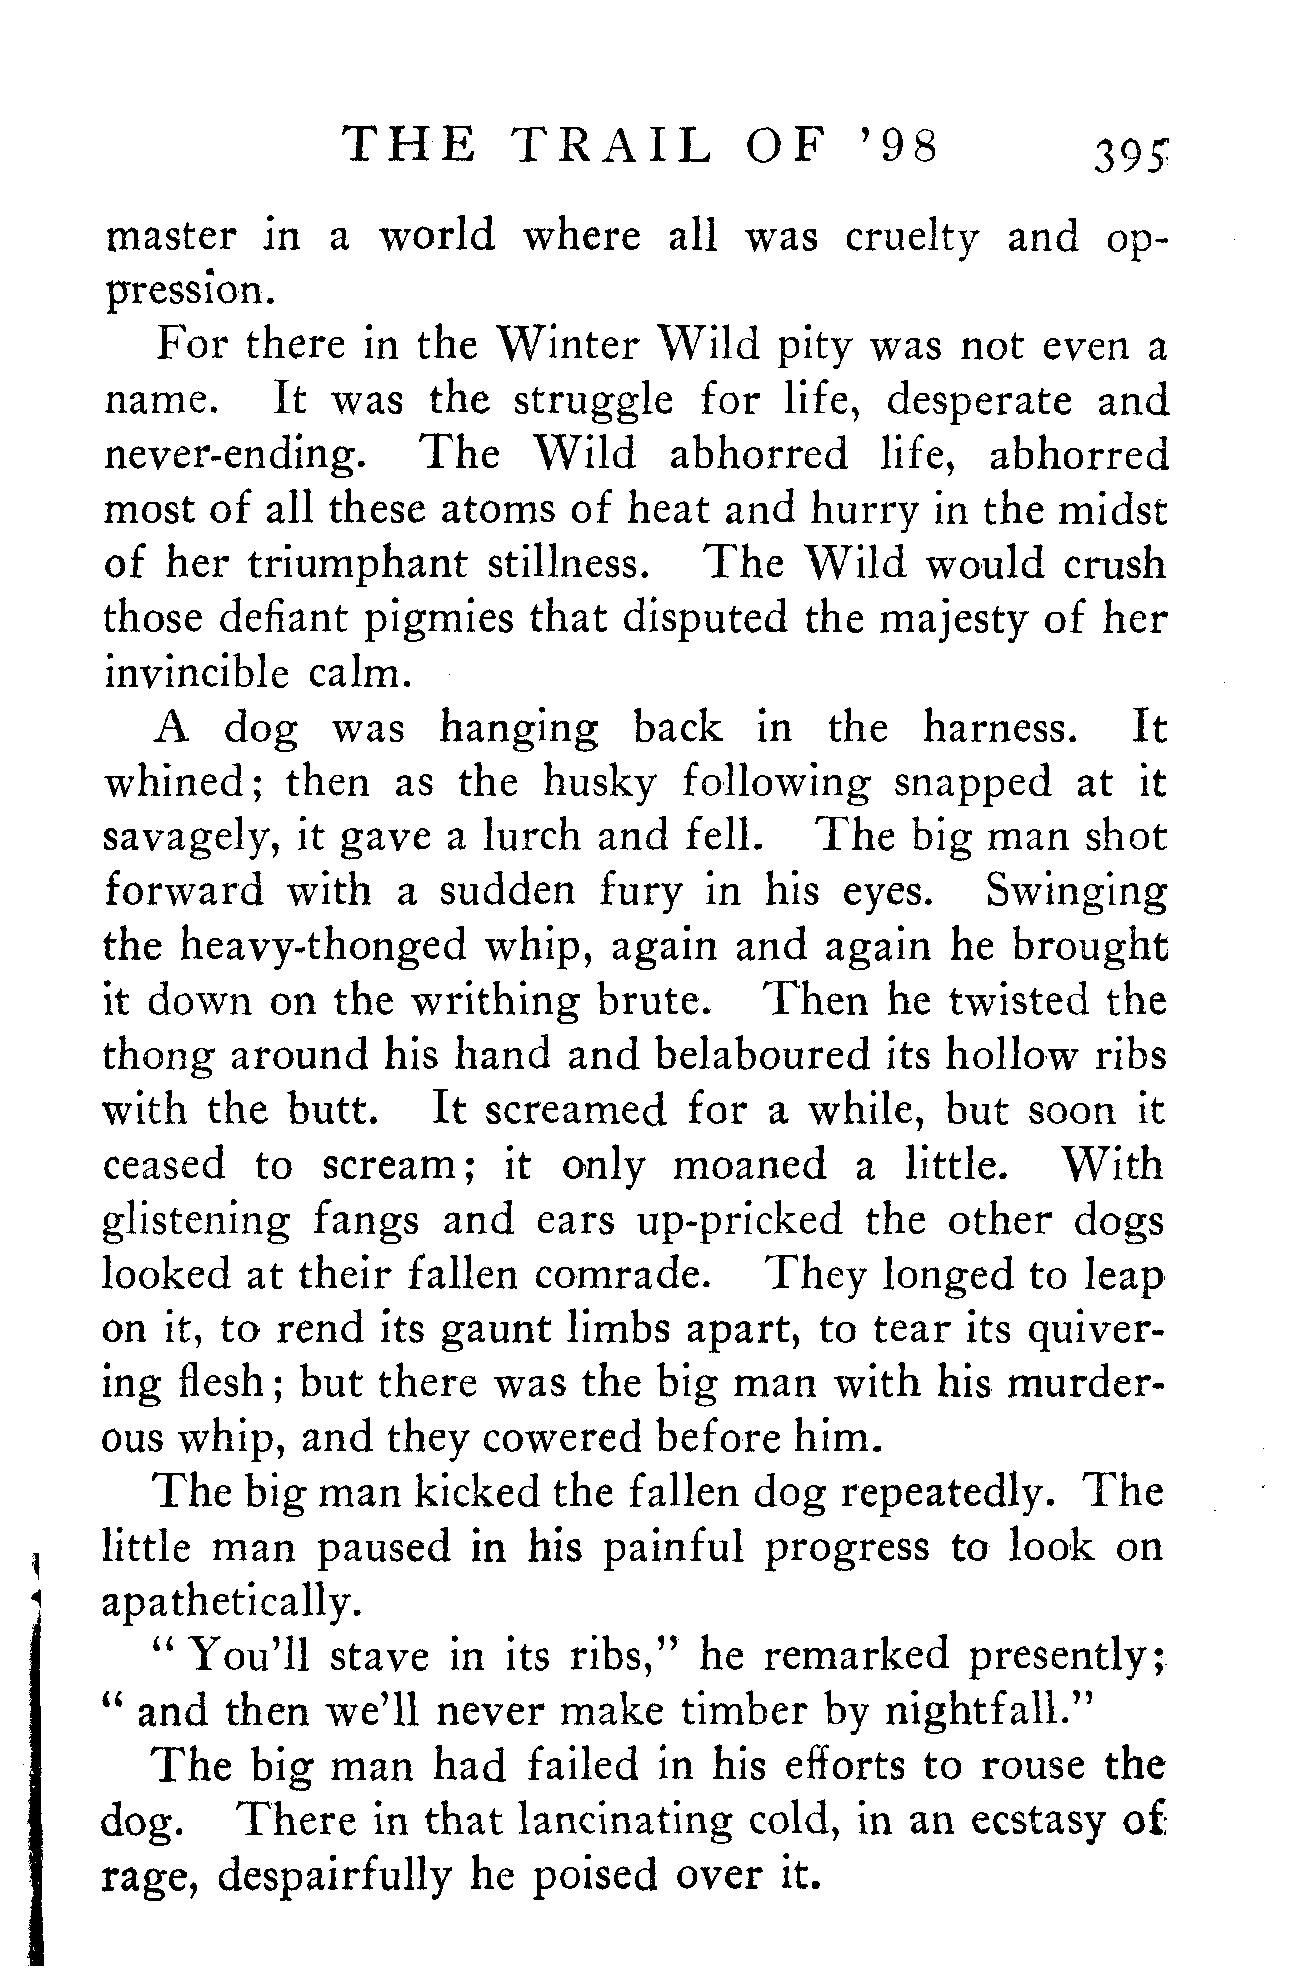 THE TRAIL OF ’98 395
master in a world where all was cruelty and op-
pression.
For there in the Winter Wild pity was not even a
name. It was the struggle for life, desperate and
never-ending. The Wild abhorred life, abhorred
most of all these atoms of heat and hurry in the midst
of her triumphant stillness. The Wild would crush
those defiant pigmies that disputed the majesty of her
invincible calm.
A dog was hanging back in the harness. It
whined; then as the husky following snapped at it
savagely, it gave a lurch and fell. The big man shot
forward with a sudden fury in his eyes. Swinging
the heavy-thonged whip, again and again he brought
it down on the writhing brute. Then he twisted the
thong around his hand and belaboured its hollow ribs
with the butt. It screamed for a while, but soon it
ceased to scream; it only moaned a little. With
glistening fangs and ears up-pricked the other dogs
looked at their fallen comrade. They longed to leap
on it, to rend its gaunt limbs apart, to tear its quiver-
ing flesh; but there was the big man with his murder-
ous whip, and they cowered before him.
The big man kicked the fallen dog repeatedly. The
little man paused in his painful progress to look on
apathetically.
“ You’ll stave in its ribs,” he remarked presently;
“ and then we’ll never make timber by nightfall.”
The big man had failed in his efforts to rouse the
dog. There in that lancinating cold, in an ecstasy of
rage, despairfully he poised over it.